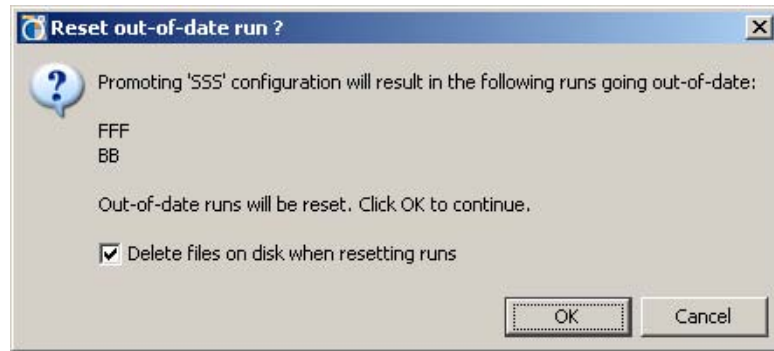 Reset out-of-date run ?
Promoting 'SSS' configuration will result in the following runs going out-of-date:
FFF
BB
Out-of-date runs will be reset. Click OK to continue.
Delete files on disk when resetting runs
OK
Cancel